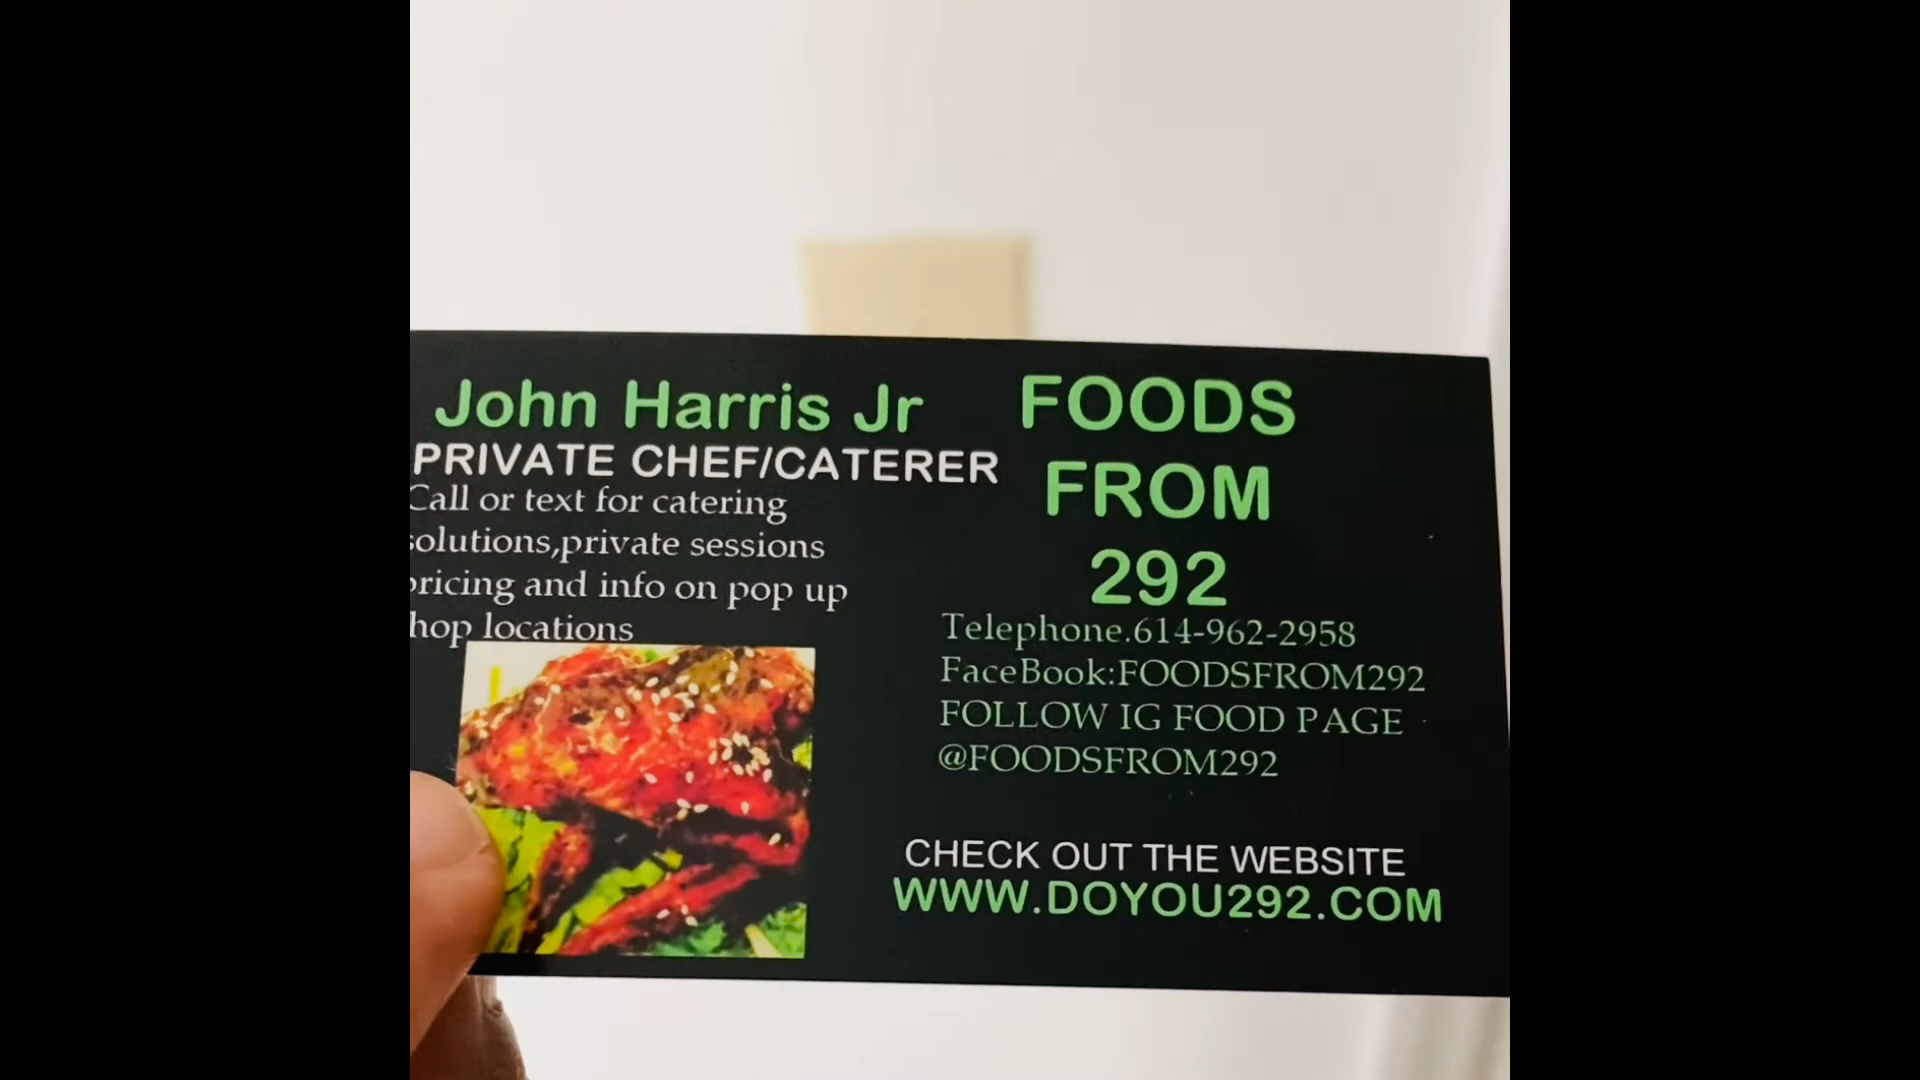 John Harris Jr
PRIVATE CHEF/CATERER
Call or text for catering
solutions,private sessions
pricing and info on pop up
hop locations
FOODS
FROM
292
Telephone.614-962-2958
FaceBook:FOODSFROM292
FOLLOW IG FOOD PAGE
@FOODSFROM292
CHECK OUT THE WEBSITE
WWW.DOYOU292.COM